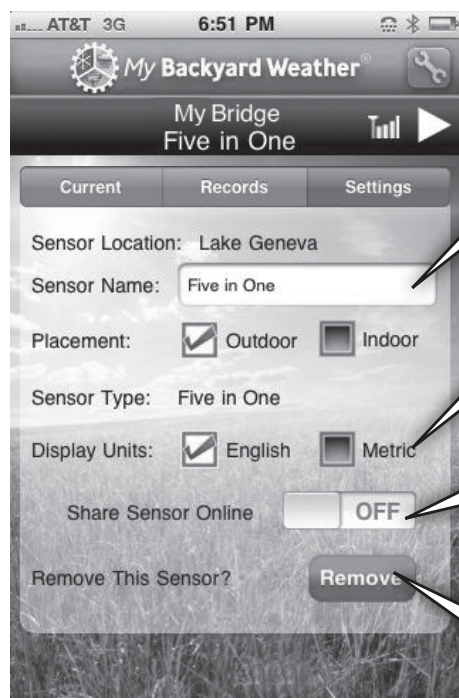 AT&T 3G 6:51 PM
My Backyard Weather®
My Bridge
Five in One
Current Records Settings
Sensor Location: Lake Geneva
Sensor Name: Five in One
Placement: Outdoor Indoor
Sensor Type: Five in One
Display Units: English Metric
Share Sensor Online OFF
Remove This Sensor? Remove